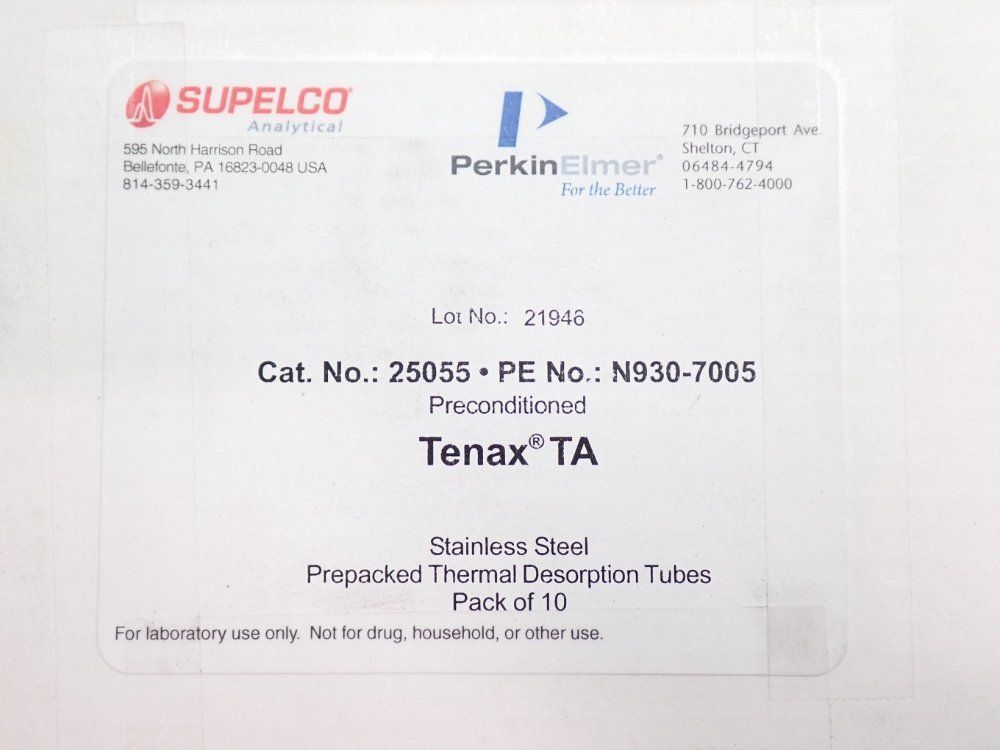 SUPELCO®
Analytical
595 North Harrison Road
Bellefonte, PA 16823-0048 USA
814-359-3441
PerkinElmer®
For the Better
710 Bridgeport Ave.
Shelton, CT
06484-4794
1-800-762-4000
Lot No.: 21946
Cat. No.: 25055 • PE No.: N930-7005
Preconditioned
Tenax® TA
Stainless Steel
Prepacked Thermal Desorption Tubes
Pack of 10
For laboratory use only. Not for drug, household, or other use.